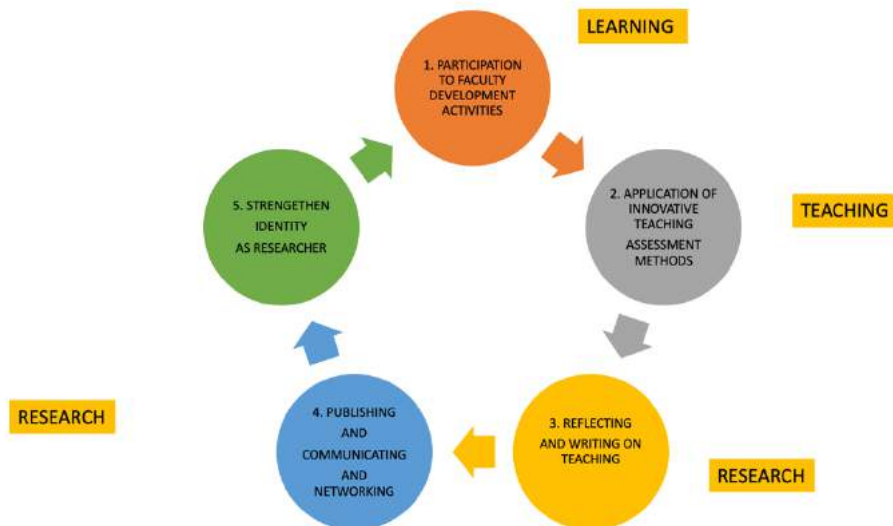 LEARNING
1. PARTICIPATION
TO FACULTY
DEVELOPMENT
ACTIVITIES
2. APPLICATION OF
INNOVATIVE
TEACHING
ASSESSMENT
METHODS
TEACHING
3. REFLECTING
AND WRITING ON
TEACHING
RESEARCH
4. PUBLISHING
AND
COMMUNICATING
AND
NETWORKING
RESEARCH
5. STRENGETHEN
IDENTITY
AS RESEARCHER